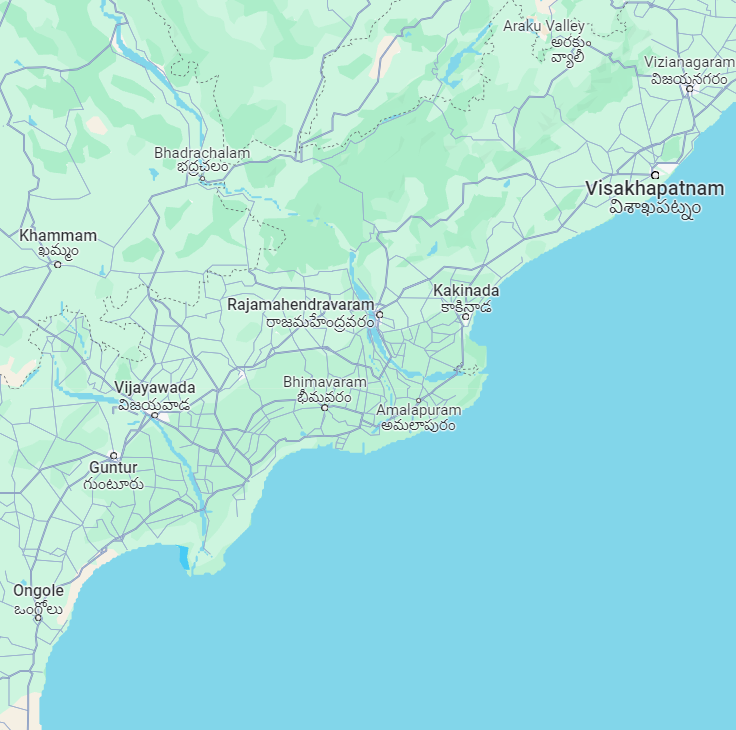 Araku Valley
అరకు
వ్యాలీ
Vizianagaram
విజయనగరం
Bhadrachalam
భద్రాచలం
Visakhapatnam
విశాఖపట్నం
Khammam
ఖమ్మం
Kakinada
కాకినాడ
Rajamahendravaram
రాజమహేంద్రవరం
Bhimavaram
భీమవరం
Vijayawada
విజయవాడ
Amalapuram
అమలాపురం
Guntur
గుంటూరు
Ongole
ఒంగోలు